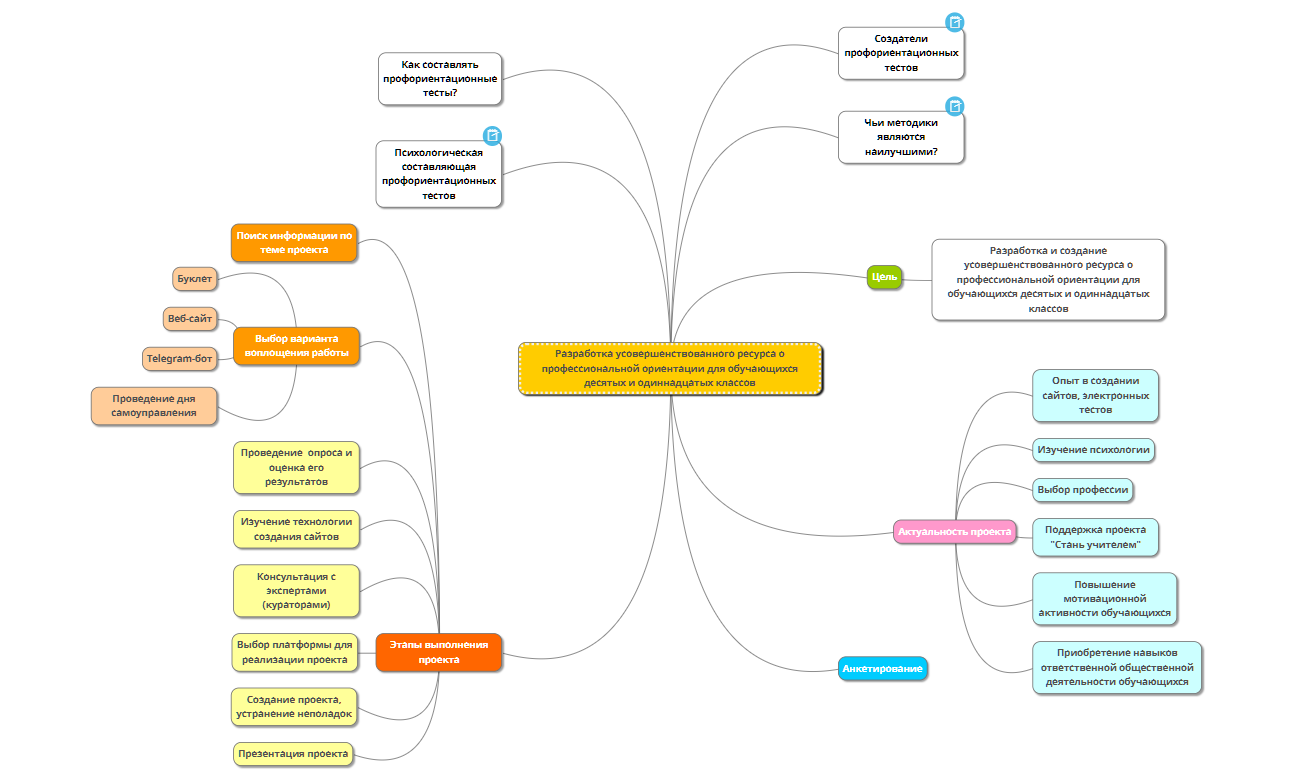 Создатели
профориентационных
тестов
Как составлять
профориентационные
тесты?
Чьи методики
являются
наилучшими?
Психологическая
составляющая
профориентационных
тестов
Поиск информации по
теме проекта
Буклет
Веб-сайт
Telegram-бот
Проведение дня
самоуправления
Выбор варианта
воплощения работы
Цель
Разработка и создание
усовершенствованного ресурса о
профессиональной ориентации для
обучающихся десятых и одиннадцатых
классов
Разработка усовершенствованного ресурса о
профессиональной ориентации для обучающихся
десятых и одиннадцатых классов
Опыт в создании
сайтов, электронных
тестов
Изучение психологии
Выбор профессии
Актуальность проекта
Поддержка проекта
"Стань учителем"
Повышение
мотивационной
активности обучающихся
Приобретение навыков
ответственной общественной
деятельности обучающихся
Анкетирование
Проведение опроса и
оценка его
результатов
Изучение технологии
создания сайтов
Консультация с
экспертами
(кураторами)
Этапы выполнения
проекта
Выбор платформы для
реализации проекта
Создание проекта,
устранение неполадок
Презентация проекта